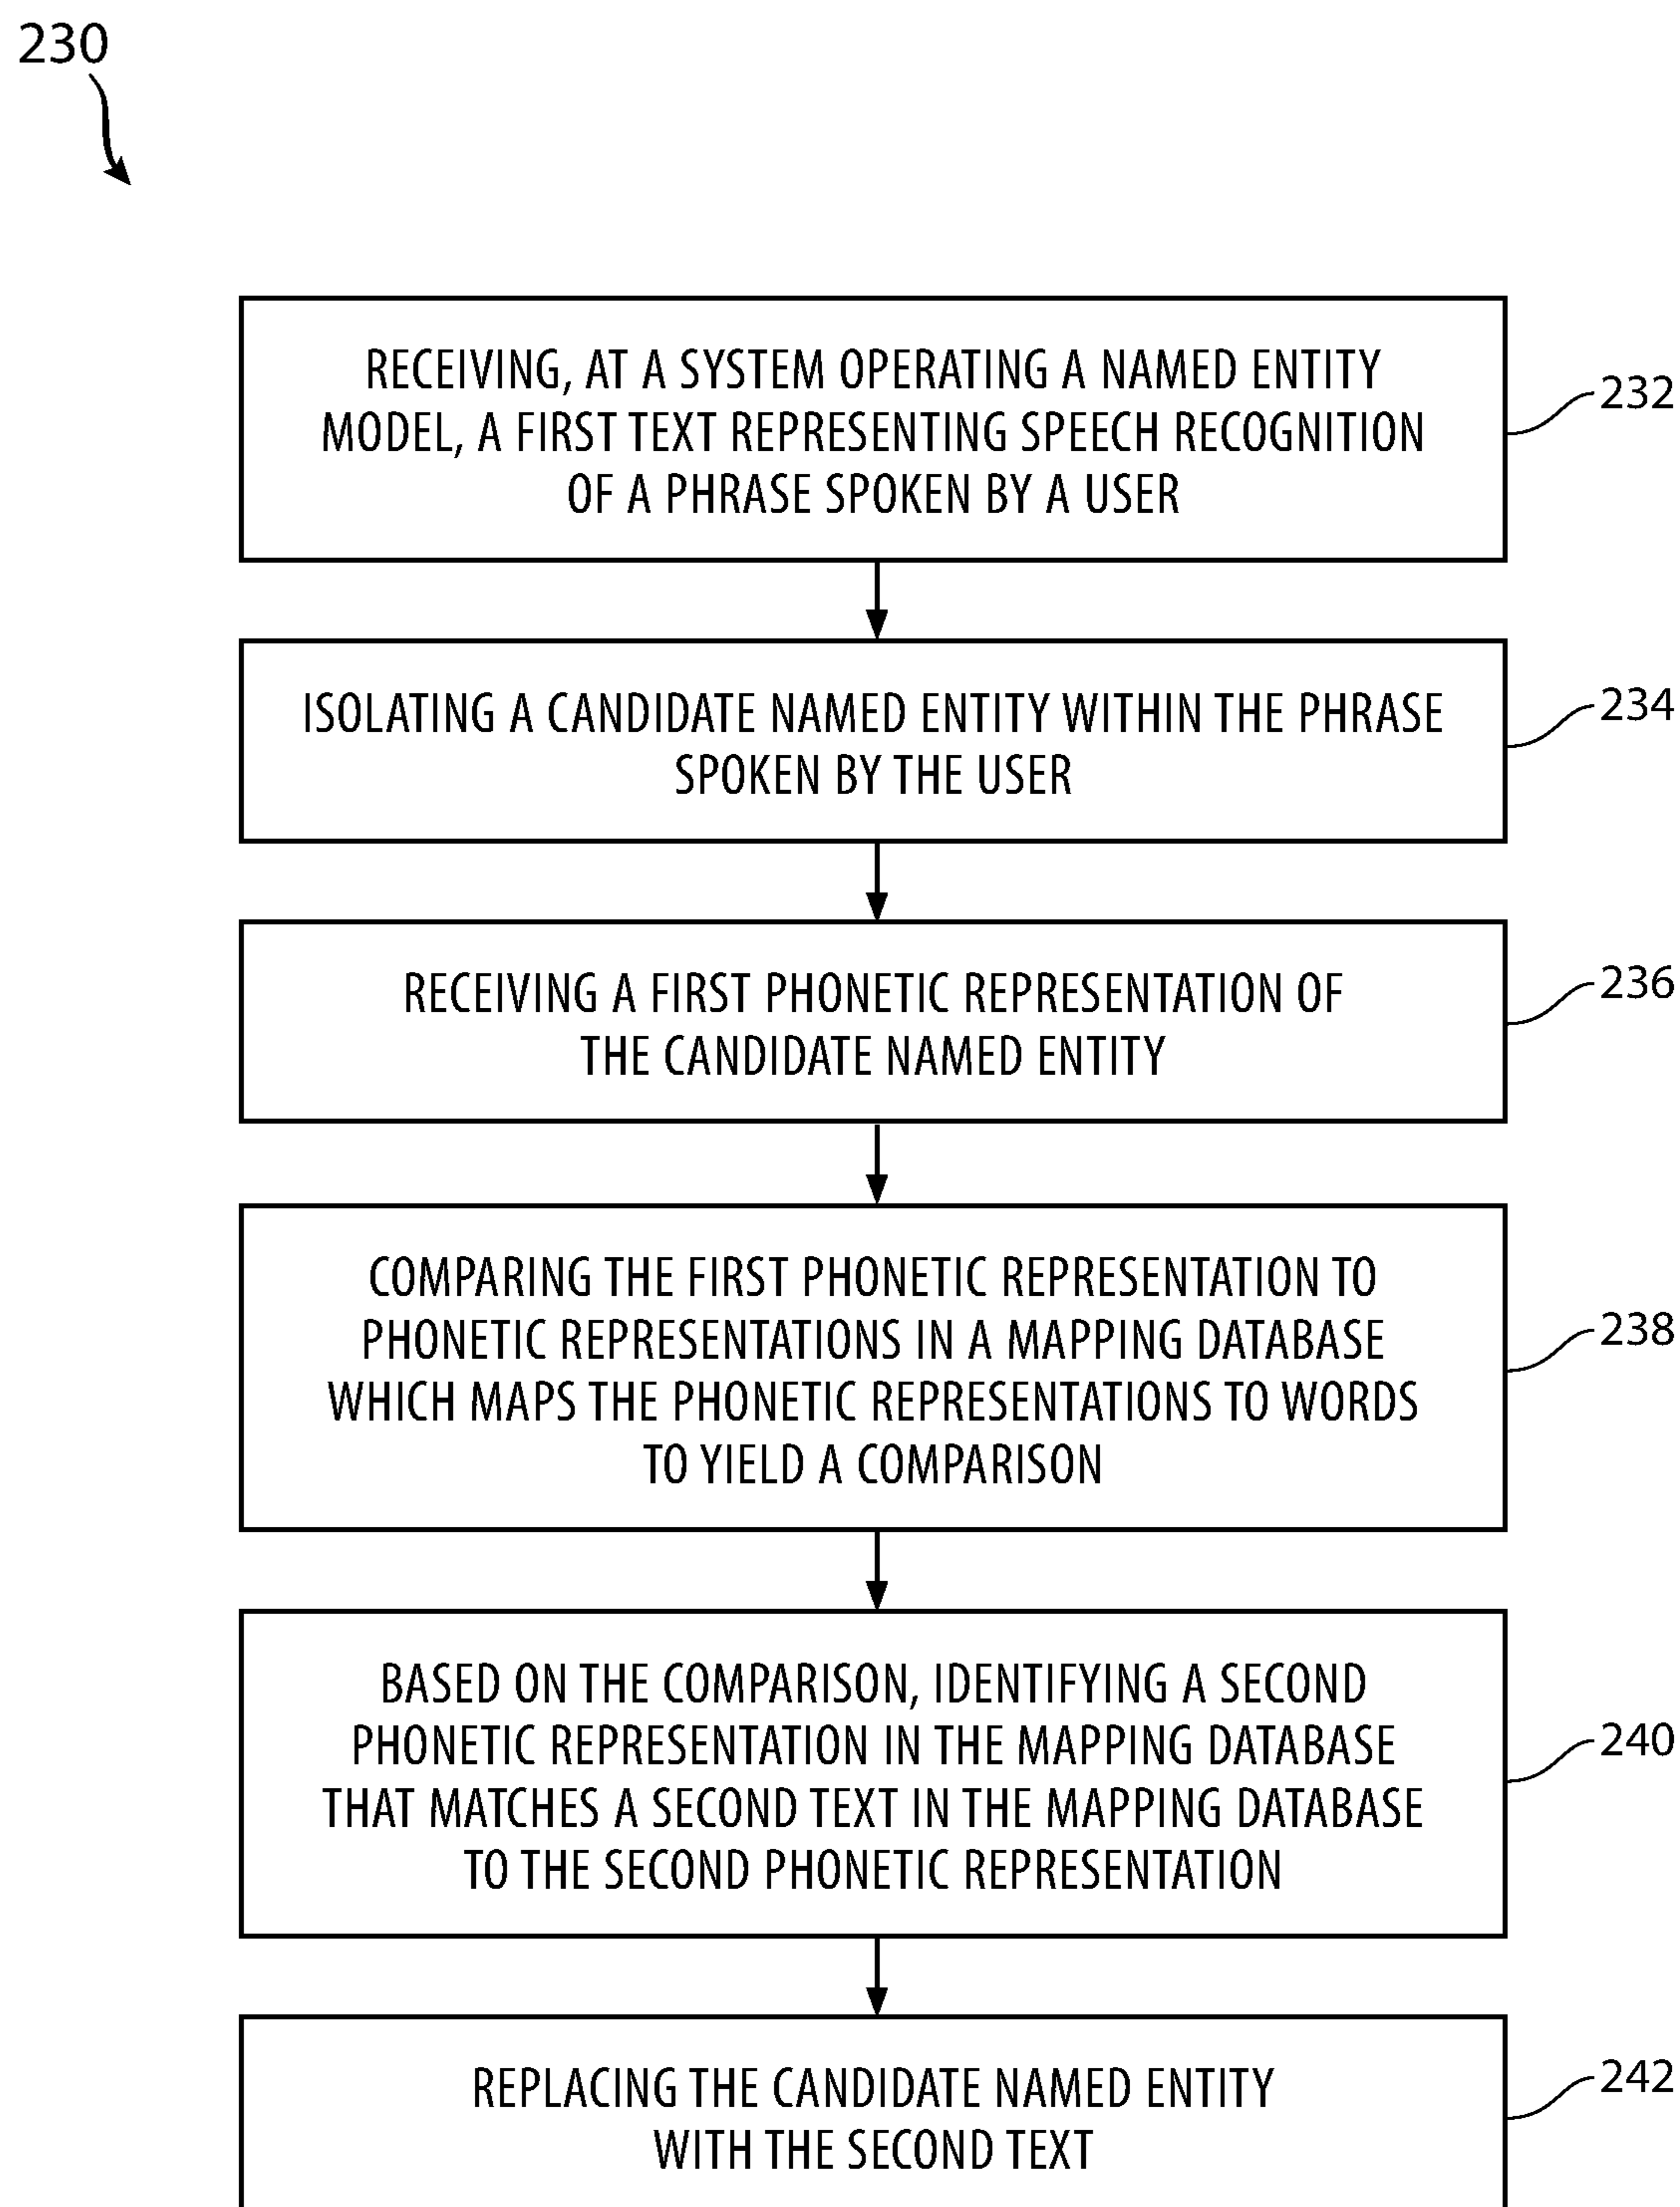 230
RECEIVING, AT A SYSTEM OPERATING A NAMED ENTITY
MODEL, A FIRST TEXT REPRESENTING SPEECH RECOGNITION
OF A PHRASE SPOKEN BY A USER
232
ISOLATING A CANDIDATE NAMED ENTITY WITHIN THE PHRASE
SPOKEN BY THE USER
234
RECEIVING A FIRST PHONETIC REPRESENTATION OF
THE CANDIDATE NAMED ENTITY
236
COMPARING THE FIRST PHONETIC REPRESENTATION TO
PHONETIC REPRESENTATIONS IN A MAPPING DATABASE
WHICH MAPS THE PHONETIC REPRESENTATIONS TO WORDS
TO YIELD A COMPARISON
238
BASED ON THE COMPARISON, IDENTIFYING A SECOND
PHONETIC REPRESENTATION IN THE MAPPING DATABASE
THAT MATCHES A SECOND TEXT IN THE MAPPING DATABASE
TO THE SECOND PHONETIC REPRESENTATION
240
REPLACING THE CANDIDATE NAMED ENTITY
WITH THE SECOND TEXT
242